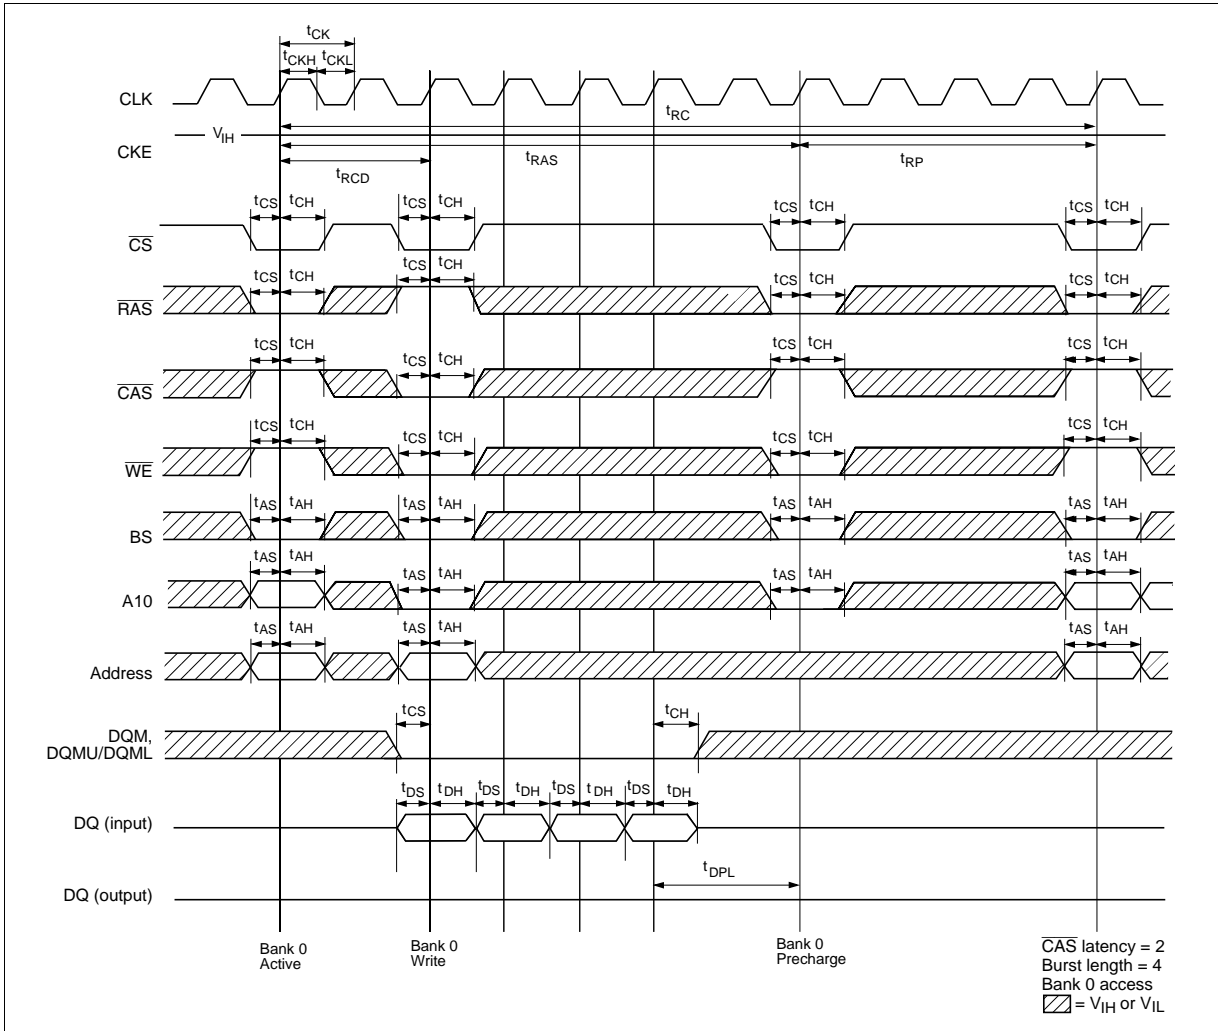 tCK
tCKH tCKL
CLK
tRC
VIH
CKE
tRAS tRP
tRCD
tCS tCH tCS tCH tCS tCH tCS tCH
CS
tCS tCH tCS tCH tCS tCH tCS tCH
RAS
tCS tCH tCS tCH tCS tCH tCS tCH
CAS
tCS tCH tCS tCH tCS tCH tCS tCH
WE
tAS tAH tAS tAH tAS tAH tAS tAH
BS
tAS tAH tAS tAH tAS tAH tAS tAH
A10
tAS tAH tAS tAH tAS tAH
Address
tCS tCH
DQM,
DQMU/DQML
tDS tDH tDS tDH tDS tDH tDS tDH
DQ (input)
tDPL
DQ (output)
Bank 0
Active
Bank 0
Write
Bank 0
Precharge
CAS latency = 2
Burst length = 4
Bank 0 access
= VIH or VIL